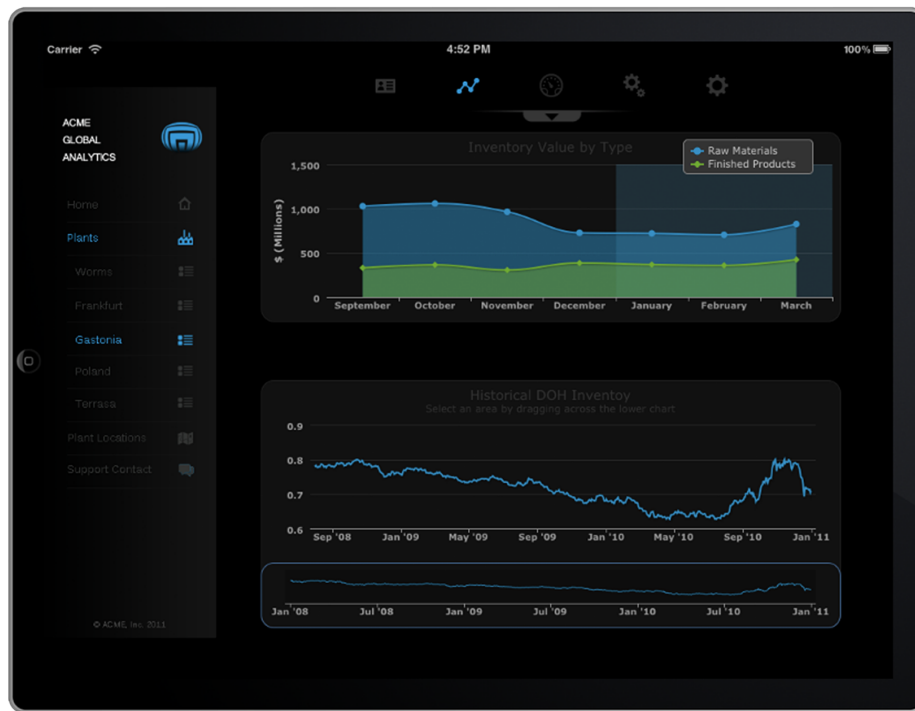 Carrier
4:52 PM
100%
ACME
GLOBAL
ANALYTICS
Home
Plants
Worms
Frankfurt
Gastonia
Poland
Terrasa
Plant Locations
Support Contact
© ACME, Inc. 2011
Inventory Value by Type
Raw Materials
Finished Products
$ (Millions)
1,500
1,000
500
0
September October November December January February March
Historical DOH Inventoy
Select an area by dragging across the lower chart
0.9
0.8
0.7
0.6
Sep '08 Jan '09 May '09 Sep '09 Jan '10 May '10 Sep '10 Jan '11
Jan '08 Jul '08 Jan '09 Jul '09 Jan '10 Jul '10 Jan '11